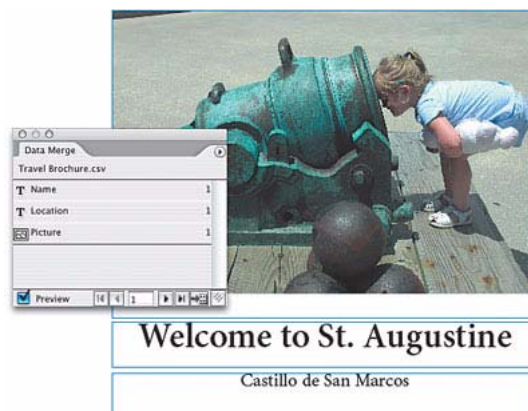 Data Merge
Travel Brochure.csv
T Name 1
T Location 1
Picture 1
Preview 1
Welcome to St. Augustine
Castillo de San Marcos